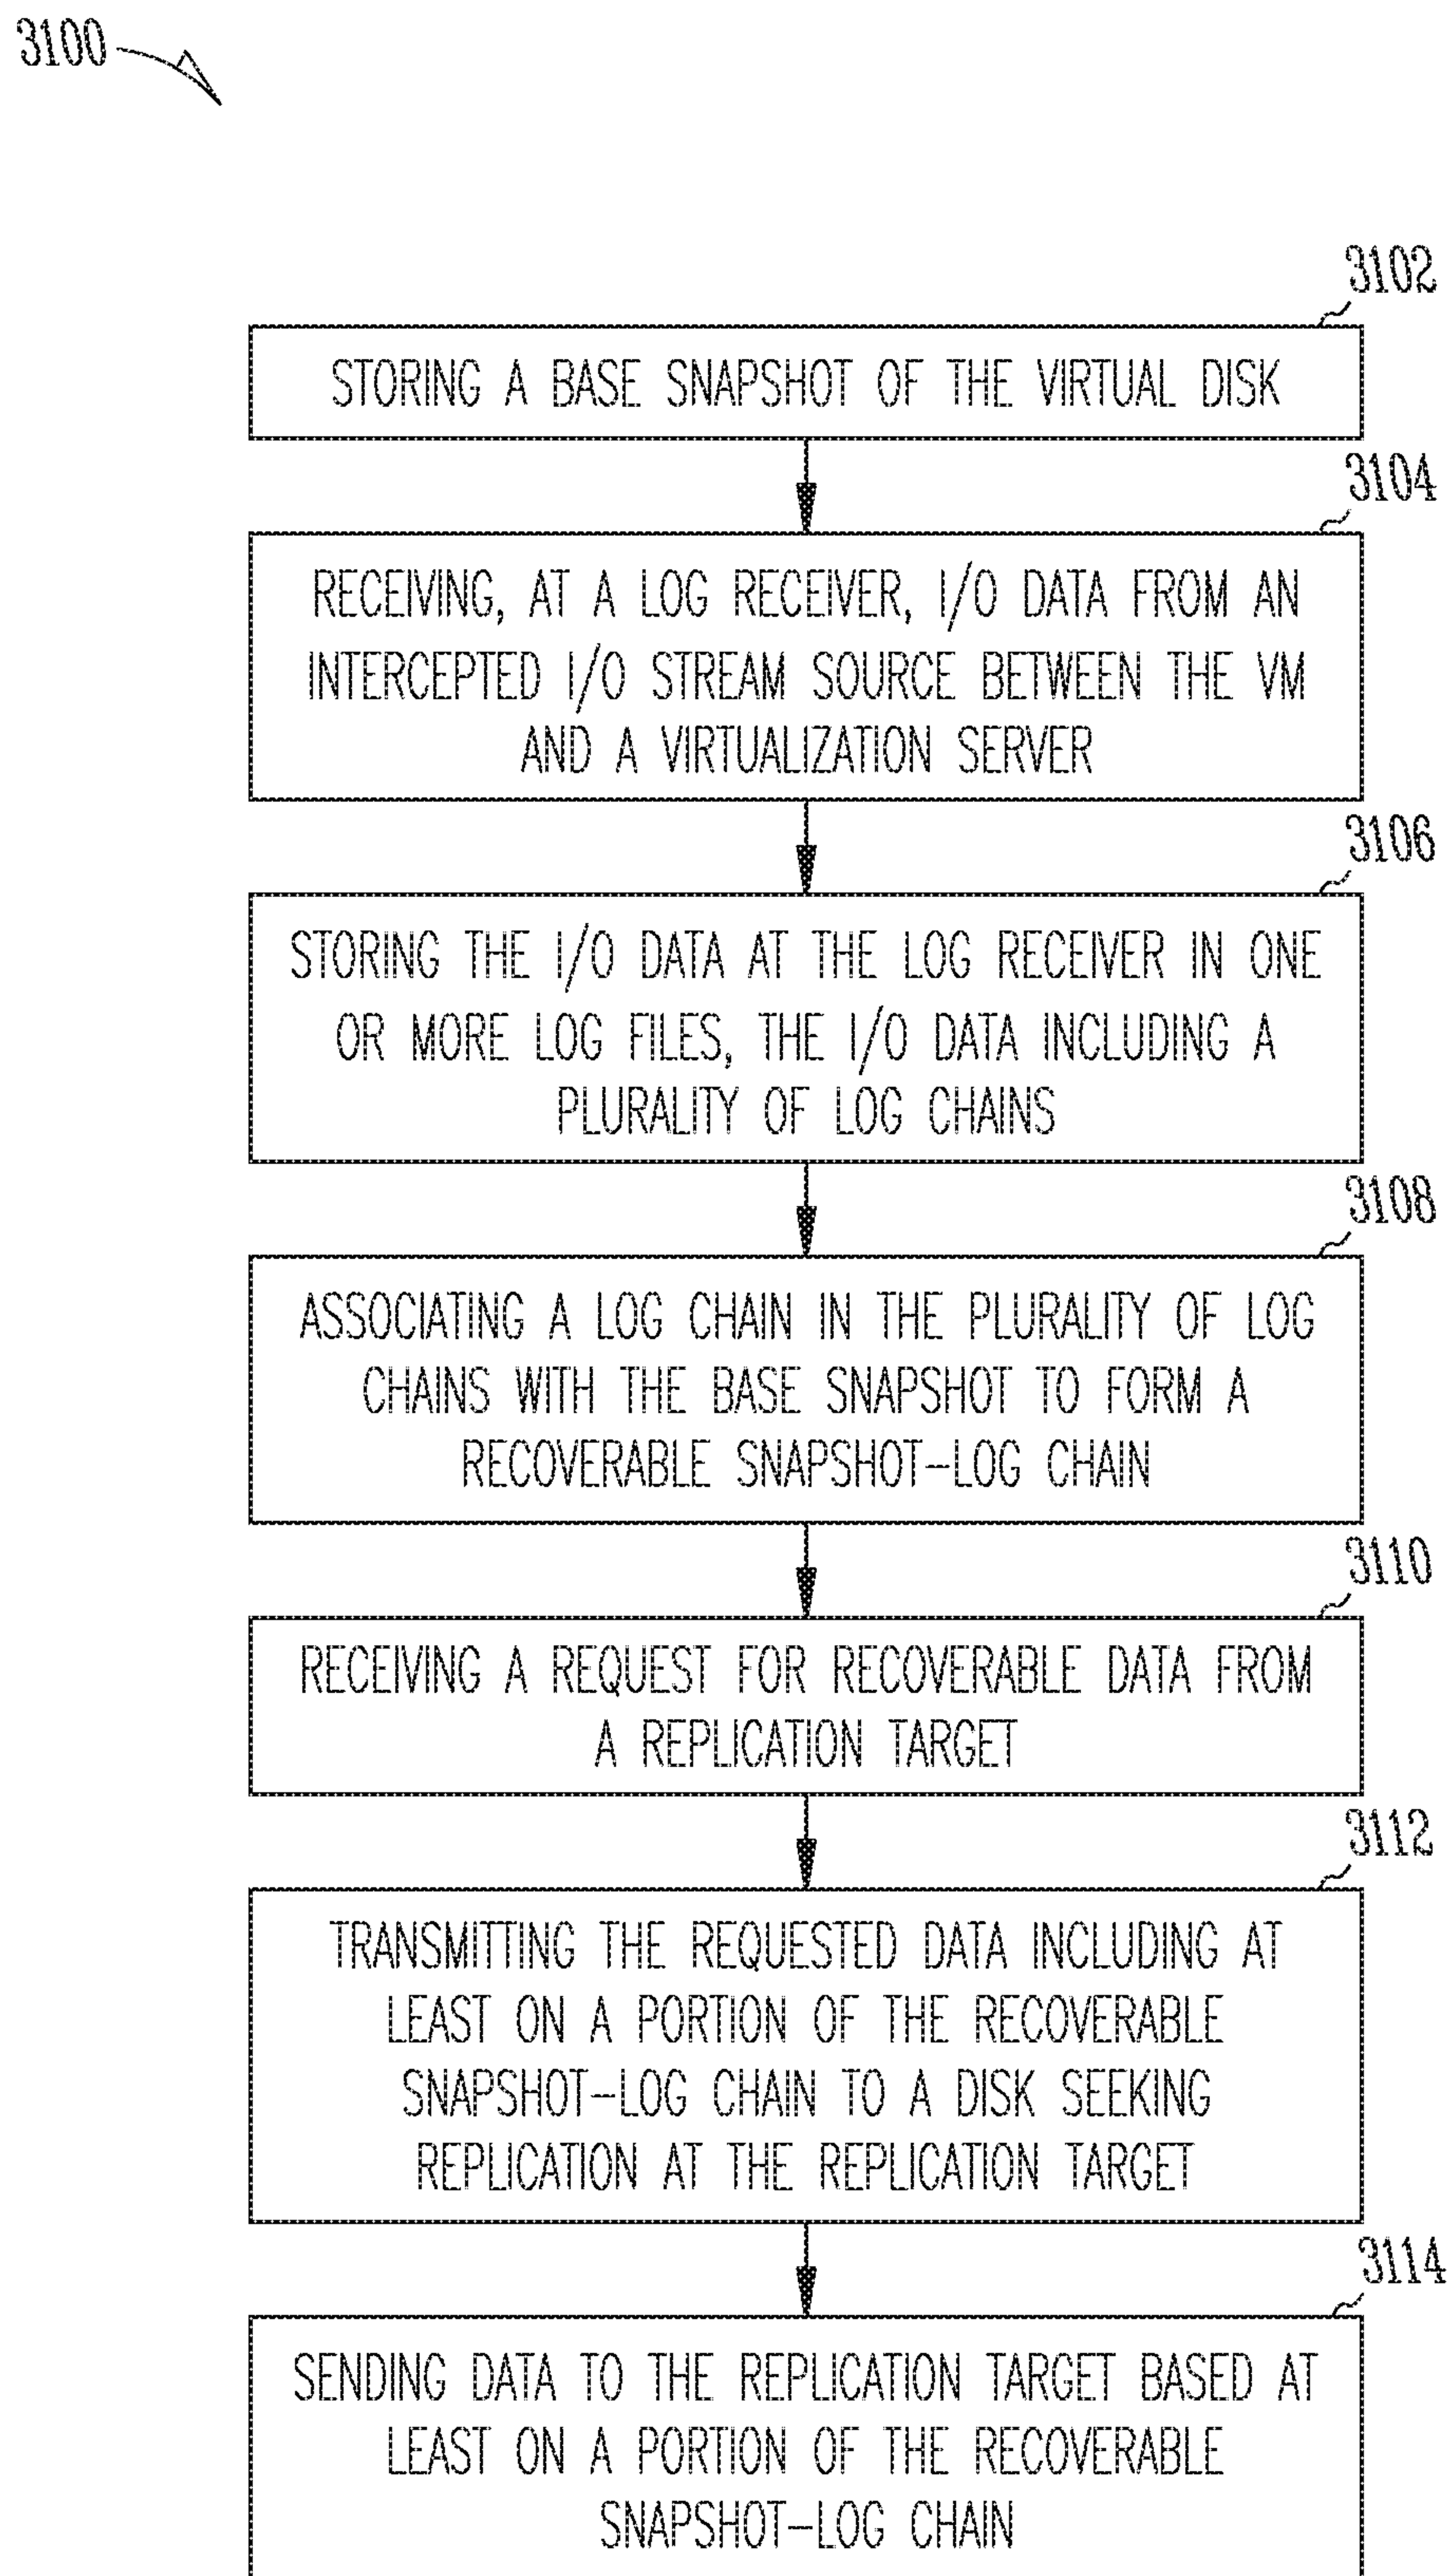 3100
3102
STORING A BASE SNAPSHOT OF THE VIRTUAL DISK
3104
RECEIVING, AT A LOG RECEIVER, I/O DATA FROM AN
INTERCEPTED I/O STREAM SOURCE BETWEEN THE VM
AND A VIRTUALIZATION SERVER
3106
STORING THE I/O DATA AT THE LOG RECEIVER IN ONE
OR MORE LOG FILES, THE I/O DATA INCLUDING A
PLURALITY OF LOG CHAINS
3108
ASSOCIATING A LOG CHAIN IN THE PLURALITY OF LOG
CHAINS WITH THE BASE SNAPSHOT TO FORM A
RECOVERABLE SNAPSHOT-LOG CHAIN
3110
RECEIVING A REQUEST FOR RECOVERABLE DATA FROM
A REPLICATION TARGET
3112
TRANSMITTING THE REQUESTED DATA INCLUDING AT
LEAST ON A PORTION OF THE RECOVERABLE
SNAPSHOT-LOG CHAIN TO A DISK SEEKING
REPLICATION AT THE REPLICATION TARGET
3114
SENDING DATA TO THE REPLICATION TARGET BASED AT
LEAST ON A PORTION OF THE RECOVERABLE
SNAPSHOT-LOG CHAIN